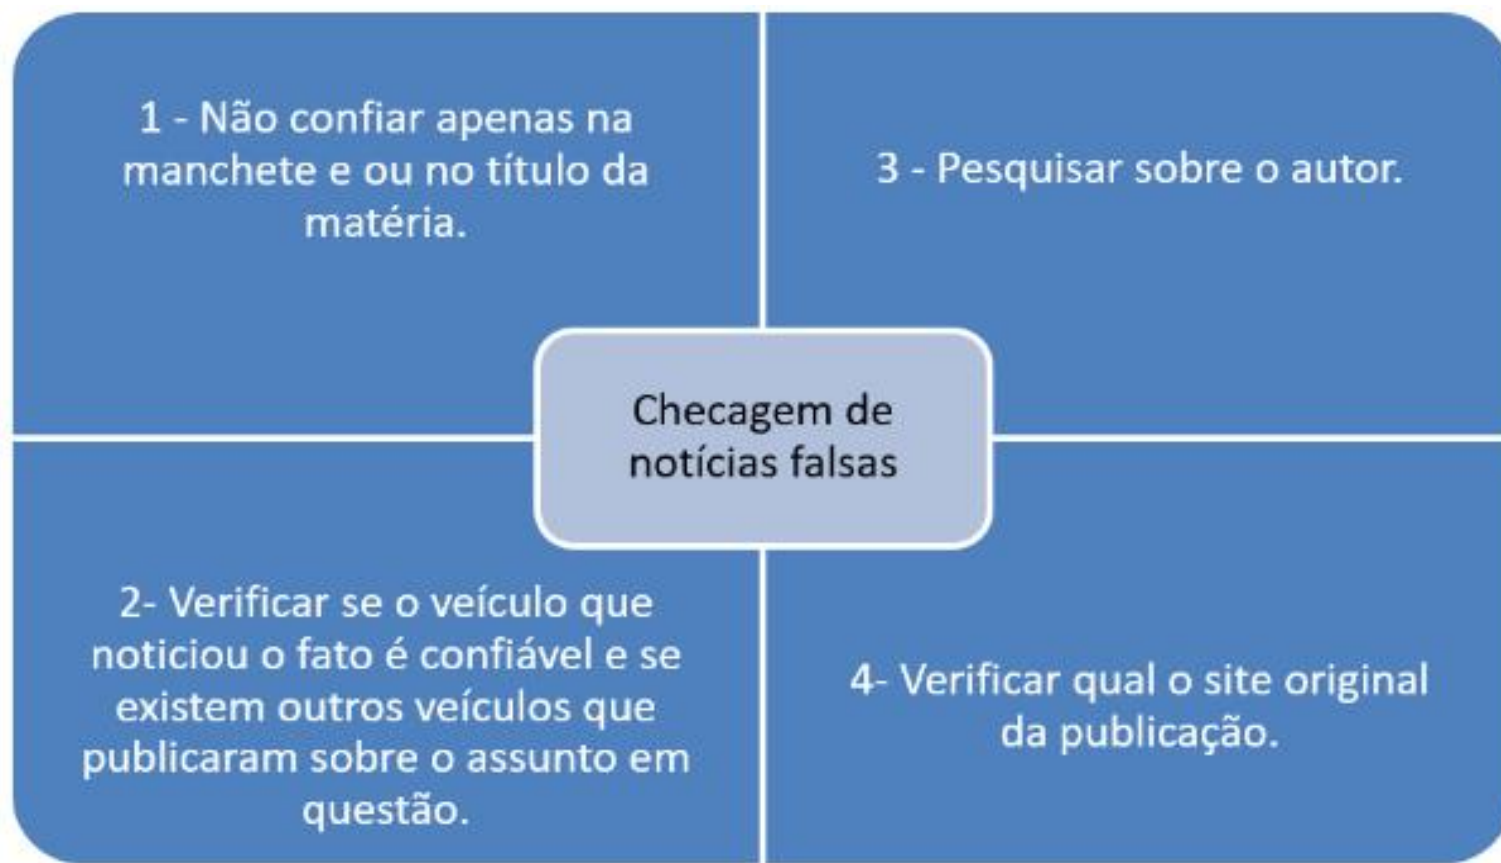 1 - Não confiar apenas na
manchete e ou no título da
matéria.
3 - Pesquisar sobre o autor.
Checagem de
notícias falsas
2- Verificar se o veículo que
noticiou o fato é confiável e se
existem outros veículos que
publicaram sobre o assunto em
questão.
4- Verificar qual o site original
da publicação.